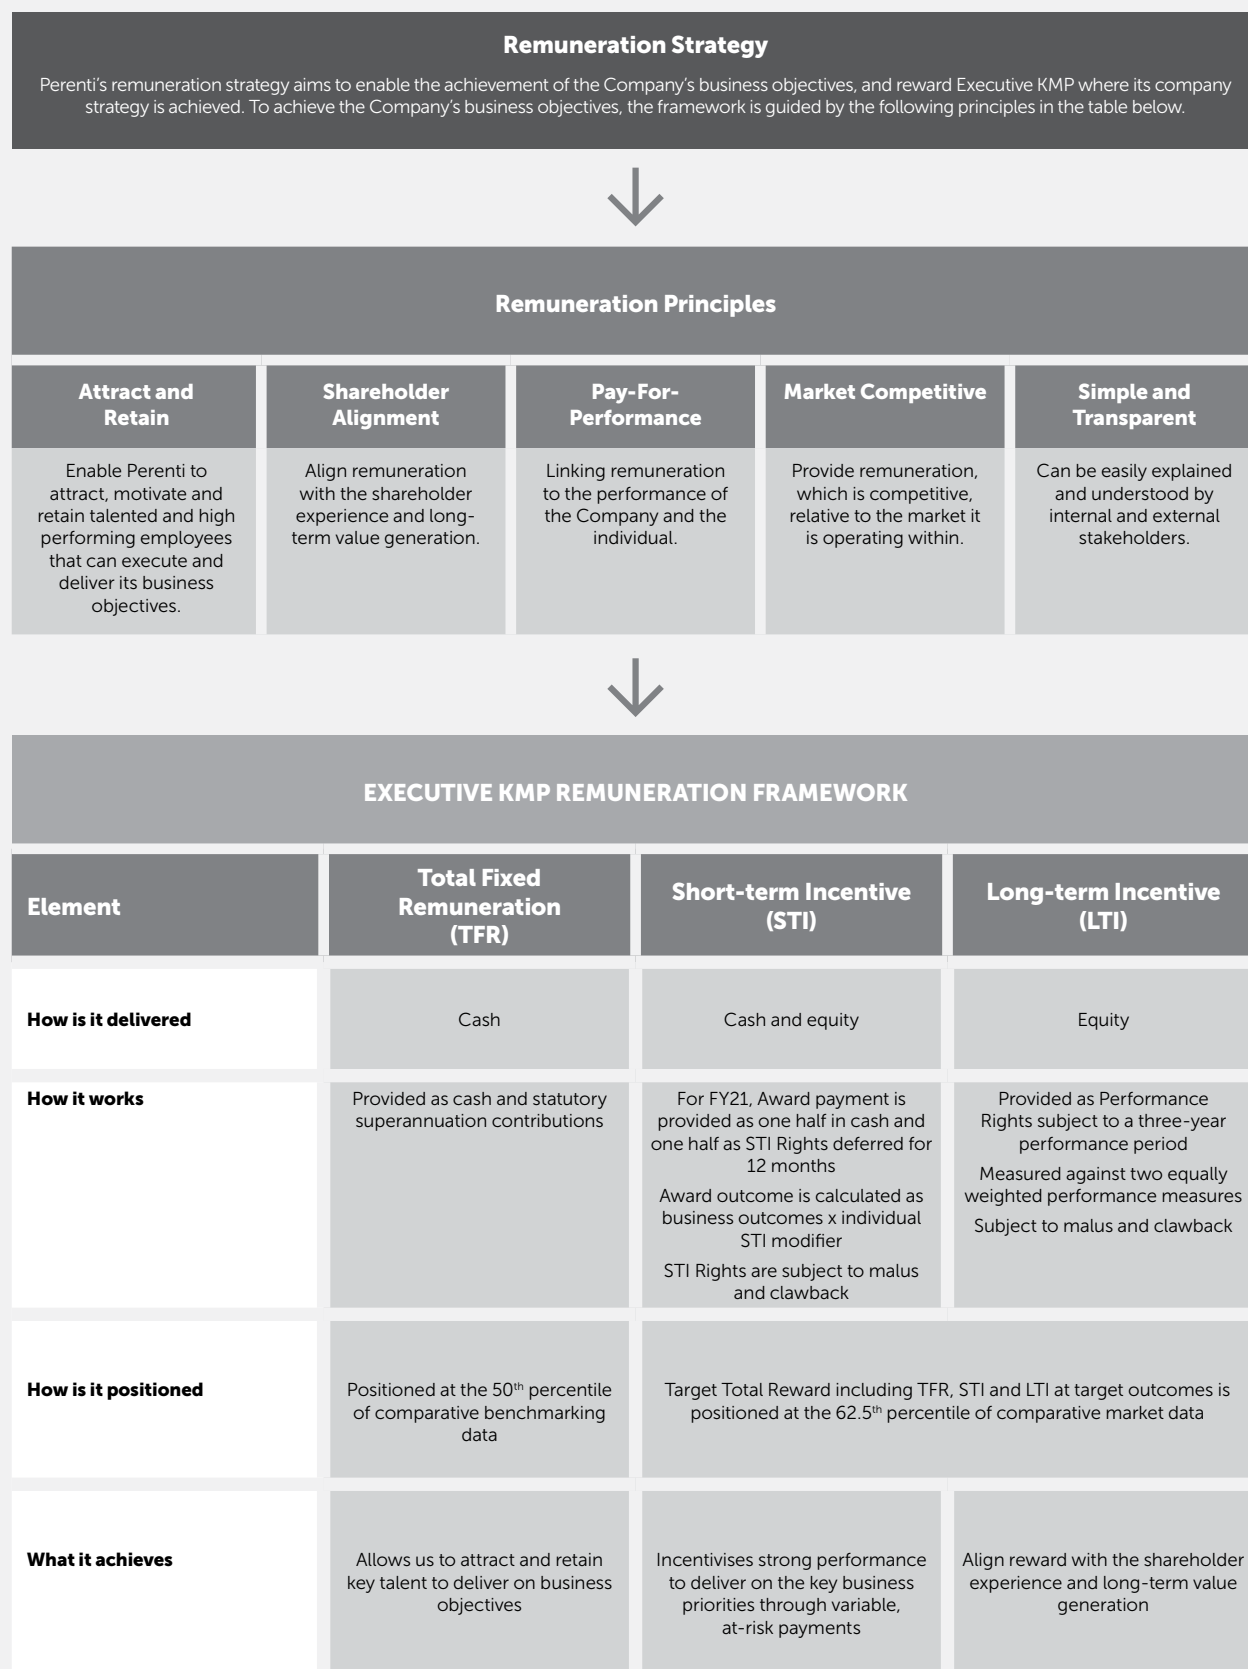 Remuneration Strategy
Perenti’s remuneration strategy aims to enable the achievement of the Company’s business objectives, and reward Executive KMP where its company
strategy is achieved. To achieve the Company’s business objectives, the framework is guided by the following principles in the table below.
Remuneration Principles
Attract and
Retain
Enable Perenti to
attract, motivate and
retain talented and high
performing employees
that can execute and
deliver its business
objectives.
Shareholder
Alignment
Align remuneration
with the shareholder
experience and long-
term value generation.
Pay-For-
Performance
Linking remuneration
to the performance of
the Company and the
individual.
Market Competitive
Provide remuneration,
which is competitive,
relative to the market it
is operating within.
Simple and
Transparent
Can be easily explained
and understood by
internal and external
stakeholders.
EXECUTIVE KMP REMUNERATION FRAMEWORK
Element
Total Fixed
Remuneration
(TFR)
Short-term Incentive
(STI)
Long-term Incentive
(LTI)
How is it delivered
Cash
Cash and equity
Equity
How it works
Provided as cash and statutory
superannuation contributions
For FY21, Award payment is
provided as one half in cash and
one half as STI Rights deferred for
12 months
Award outcome is calculated as
business outcomes x individual
STI modifier
STI Rights are subject to malus
and clawback
Provided as Performance
Rights subject to a three-year
performance period
Measured against two equally
weighted performance measures
Subject to malus and clawback
How is it positioned
Positioned at the 50th percentile
of comparative benchmarking
data
Target Total Reward including TFR, STI and LTI at target outcomes is
positioned at the 62.5th percentile of comparative market data
What it achieves
Allows us to attract and retain
key talent to deliver on business
objectives
Incentivises strong performance
to deliver on the key business
priorities through variable,
at-risk payments
Align reward with the shareholder
experience and long-term value
generation